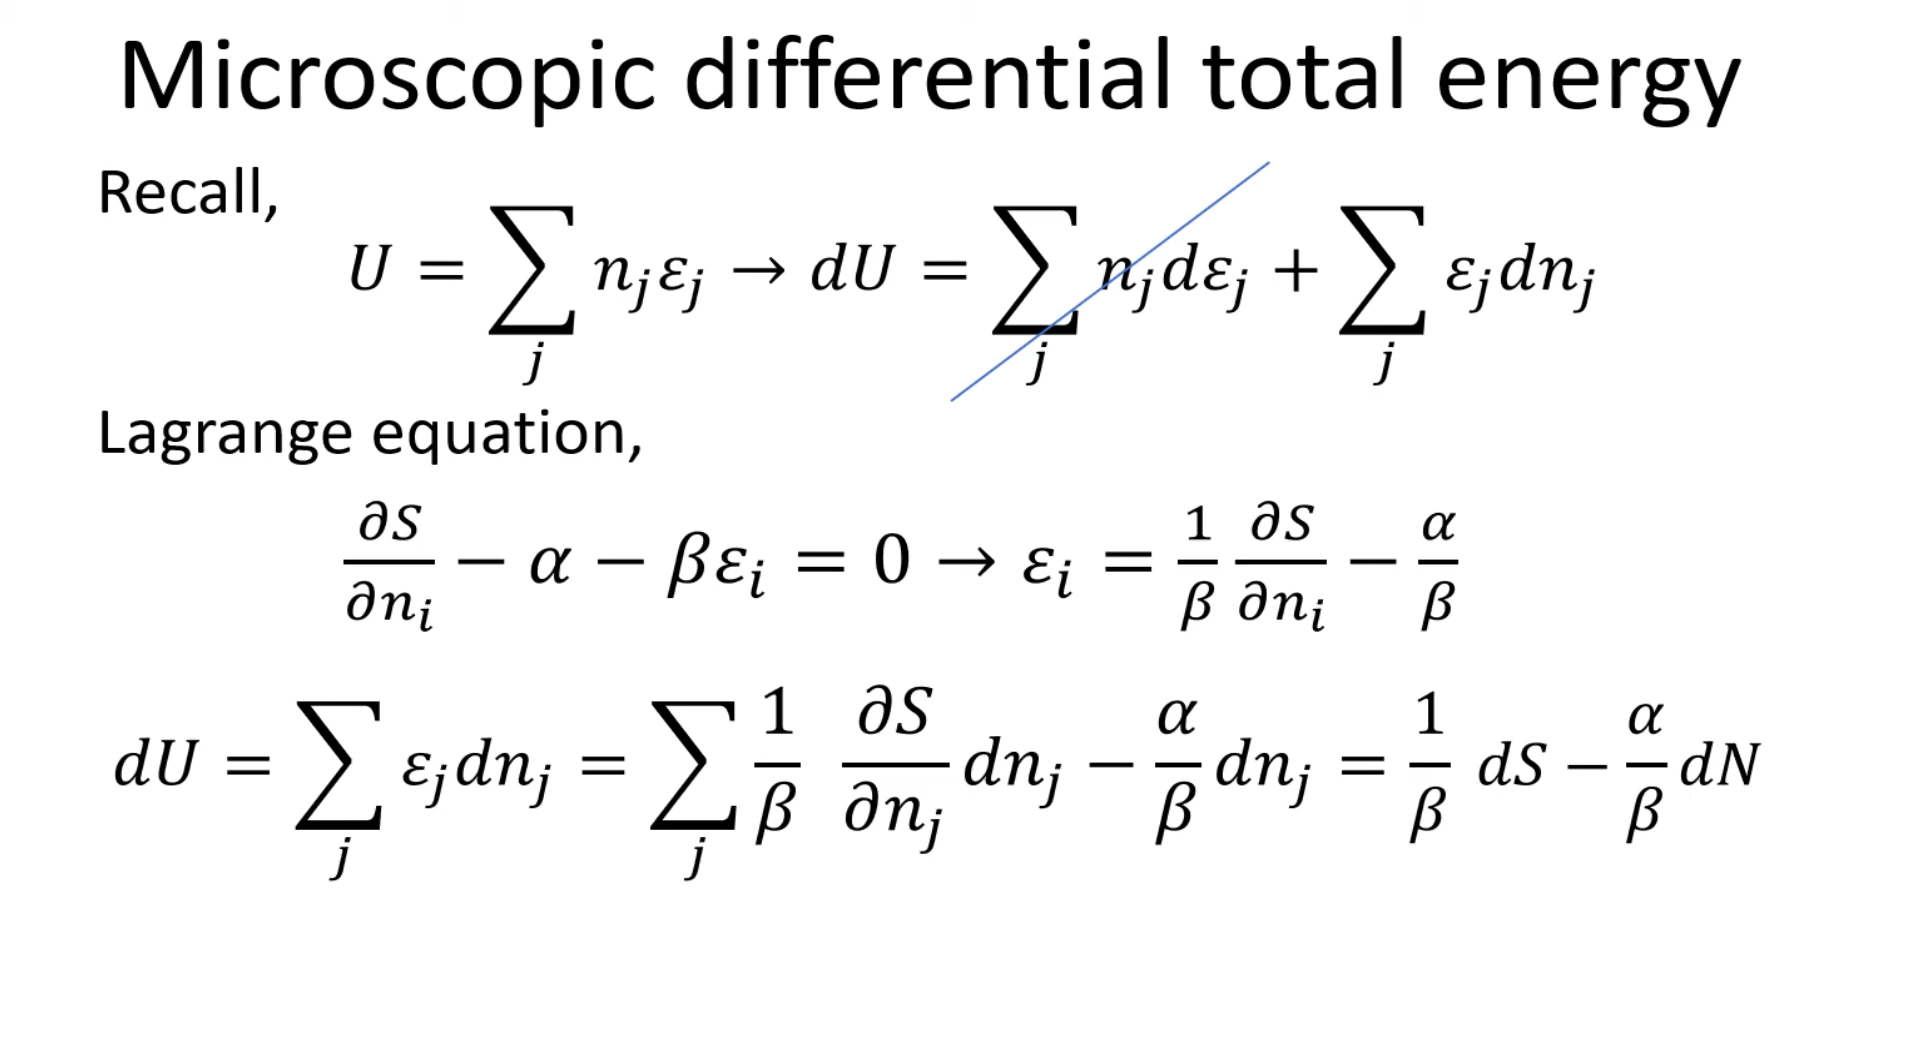 Microscopic differential total energy
Recall,
U = ∑_j n_j ε_j → dU = ∑_j n_j dε_j + ∑_j ε_j dn_j
Lagrange equation,
∂S/∂n_i − α − βε_i = 0 → ε_i = 1/β ∂S/∂n_i − α/β
dU = ∑_j ε_j dn_j = ∑_j 1/β ∂S/∂n_j dn_j − α/β dn_j = 1/β dS − α/β dN